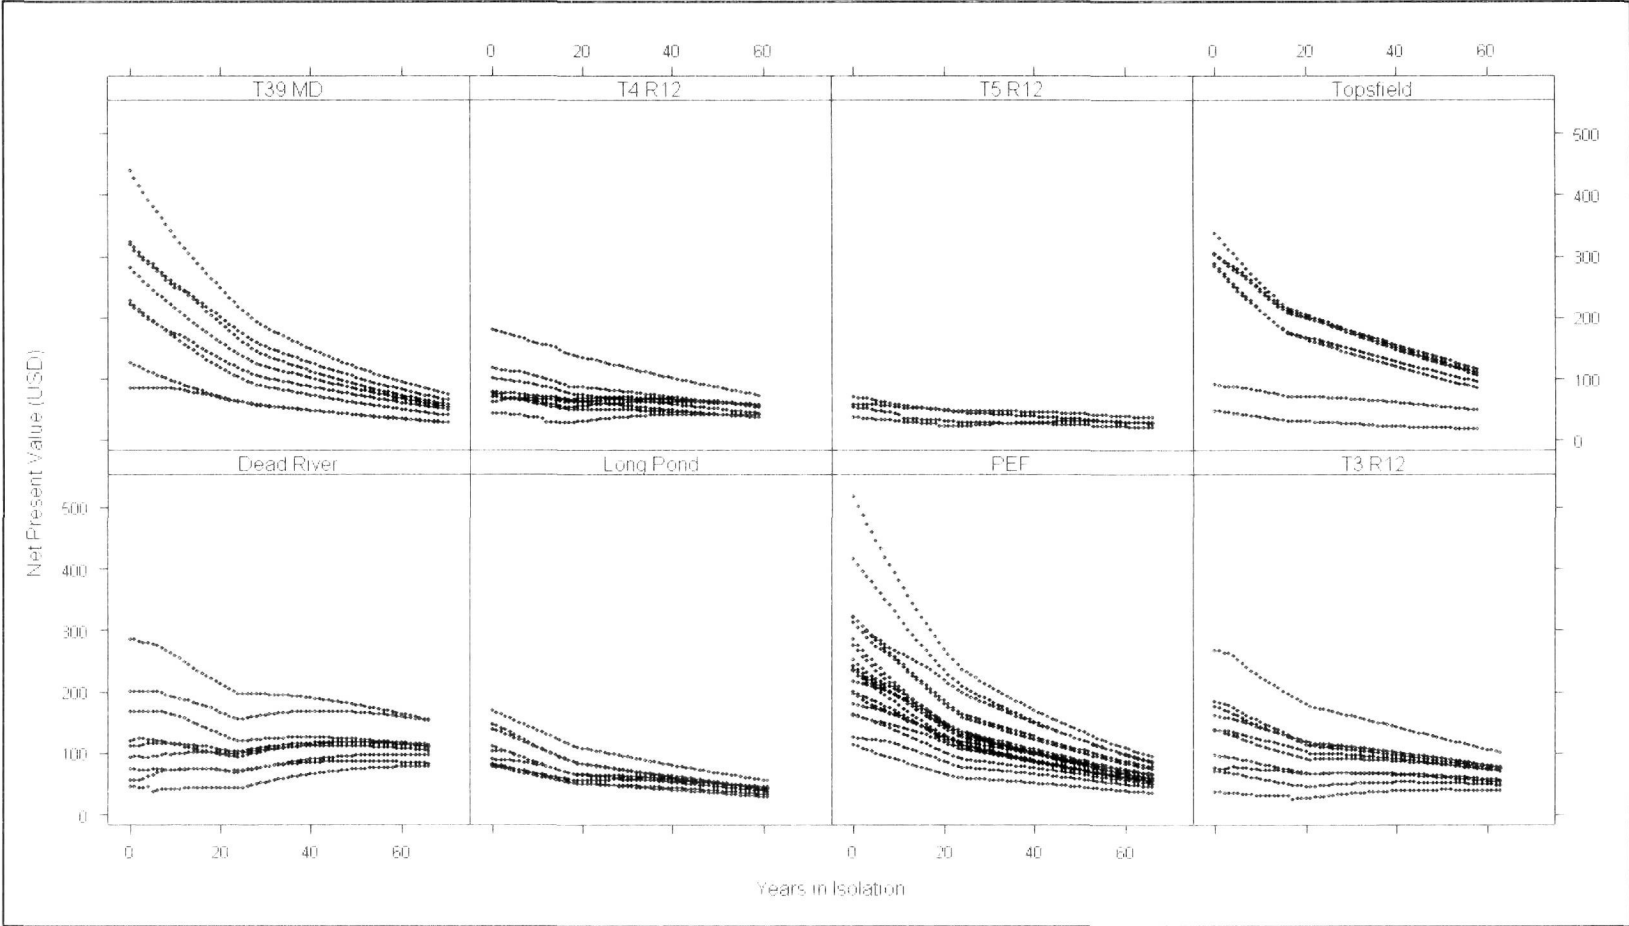 0 20 40 60 0 20 40 60
T39 MD T4 R12 T5 R12 Topsfield
500
400
300
200
100
0
Dead River Long Pond PEF T3 R12
500
400
300
200
100
0
0 20 40 60 0 20 40 60
Net Present Value (USD)
Years in Isolation